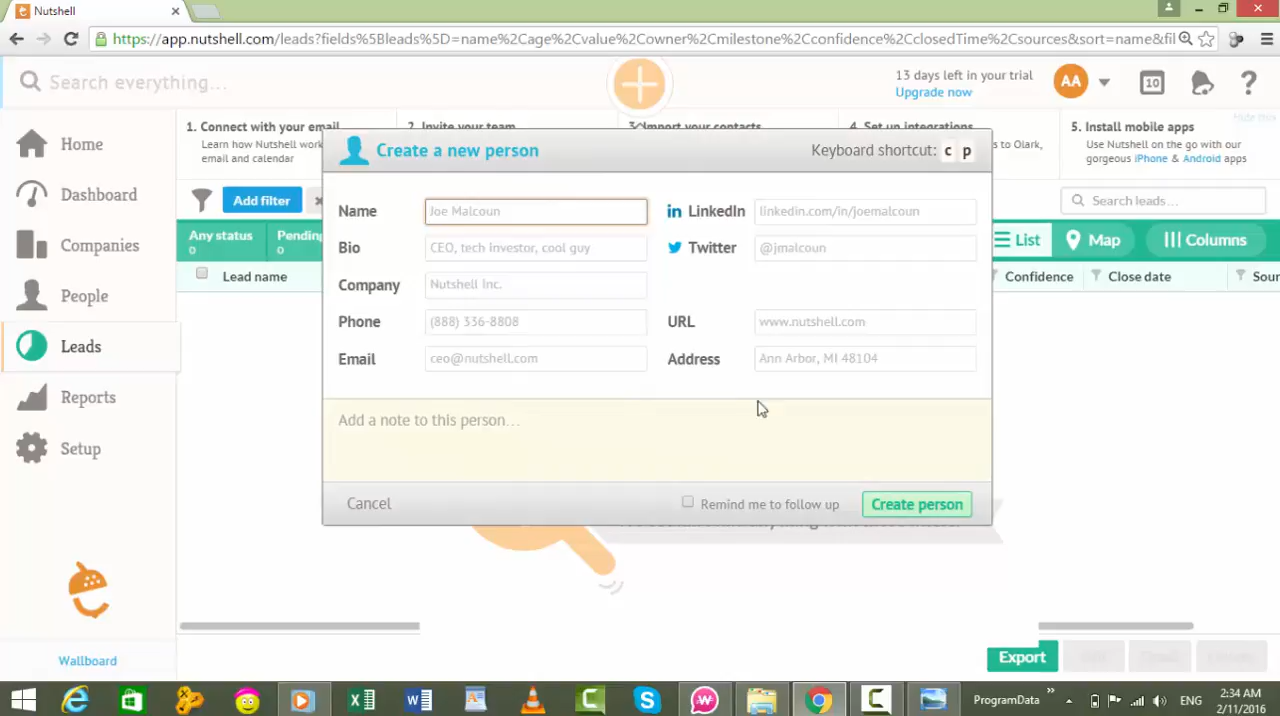 Nutshell
https://app.nutshell.com/leads?fields%5Bleads%5D=name%2Cage%2Cvalue%2Cowner%2Cmilestone%2Cconfidence%2CclosedTime%2Csources&sort=name&fil
Search everything...
13 days left in your trial
Upgrade now
AA
10
?
Hide this
1. Connect with your email
Learn how Nutshell works
email and calendar
2. Invite your team
3. Import your contacts
4. Set up integrations
s to Olark,
5. Install mobile apps
Use Nutshell on the go with our
gorgeous iPhone & Android apps
Home
Dashboard
Companies
People
Leads
Reports
Setup
Wallboard
Add filter
Search leads...
Any status
0
Pending
0
List
Map
Columns
Lead name
Confidence
Close date
Sour
Create a new person
Keyboard shortcut: c p
Name
Joe Malcoun
LinkedIn
linkedin.com/in/joemalcoun
Bio
CEO, tech investor, cool guy
Twitter
@jmalcoun
Company
Nutshell Inc.
Phone
(888) 336-8808
URL
www.nutshell.com
Email
ceo@nutshell.com
Address
Ann Arbor, MI 48104
Add a note to this person...
Cancel
Remind me to follow up
Create person
Export
ProgramData
ENG
2:34 AM
2/11/2016